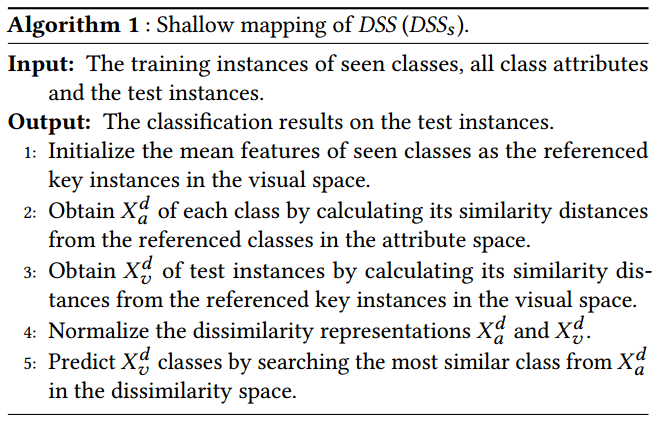 Algorithm 1 : Shallow mapping of DSS (DSSₛ).
Input: The training instances of seen classes, all class attributes
and the test instances.
Output: The classification results on the test instances.
1: Initialize the mean features of seen classes as the referenced
key instances in the visual space.
2: Obtain X_a^d of each class by calculating its similarity distances
from the referenced classes in the attribute space.
3: Obtain X_v^d of test instances by calculating its similarity dis-
tances from the referenced key instances in the visual space.
4: Normalize the dissimilarity representations X_a^d and X_v^d.
5: Predict X_v^d classes by searching the most similar class from X_a^d
in the dissimilarity space.